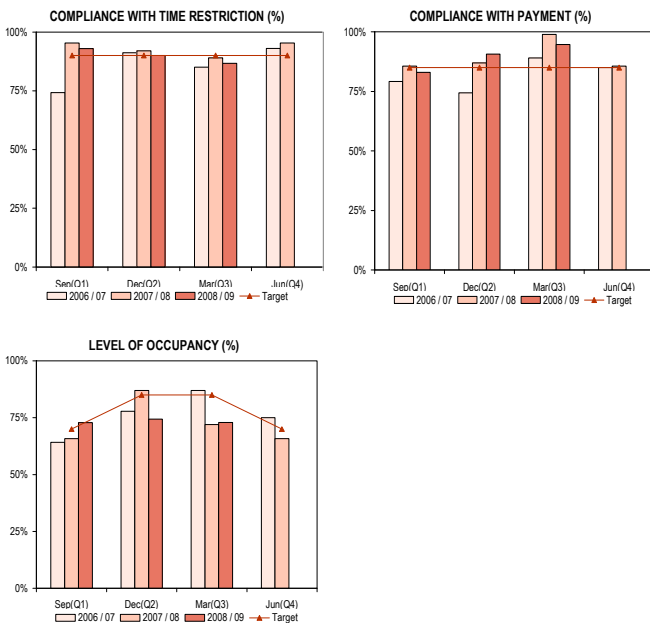 COMPLIANCE WITH TIME RESTRICTION (%)
100%
75%
50%
25%
0%
Sep(Q1) Dec(Q2) Mar(Q3) Jun(Q4)
2006 / 07 2007 / 08 2008 / 09 Target
COMPLIANCE WITH PAYMENT (%)
100%
75%
50%
25%
0%
Sep(Q1) Dec(Q2) Mar(Q3) Jun(Q4)
2006 / 07 2007 / 08 2008 / 09 Target
LEVEL OF OCCUPANCY (%)
100%
75%
50%
25%
0%
Sep(Q1) Dec(Q2) Mar(Q3) Jun(Q4)
2006 / 07 2007 / 08 2008 / 09 Target